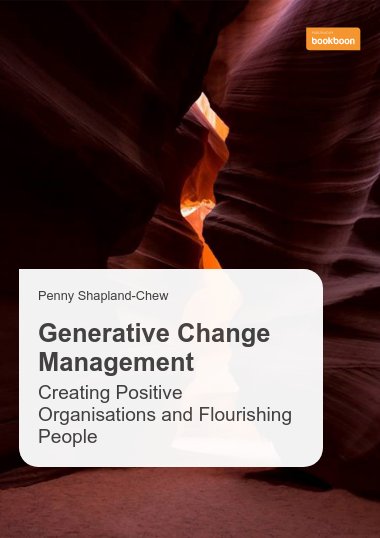 bookboon
Penny Shapland-Chew
Generative Change
Management
Creating Positive
Organisations and Flourishing
People